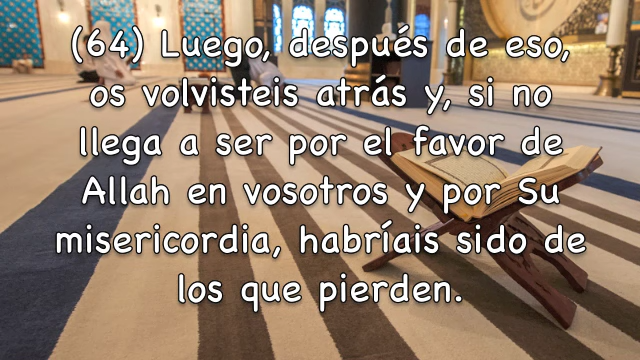 (64) Luego, después de eso,
os volvisteis atrás y, si no
llega a ser por el favor de
Allah en vosotros y por Su
misericordia, habríais sido de
los que pierden.